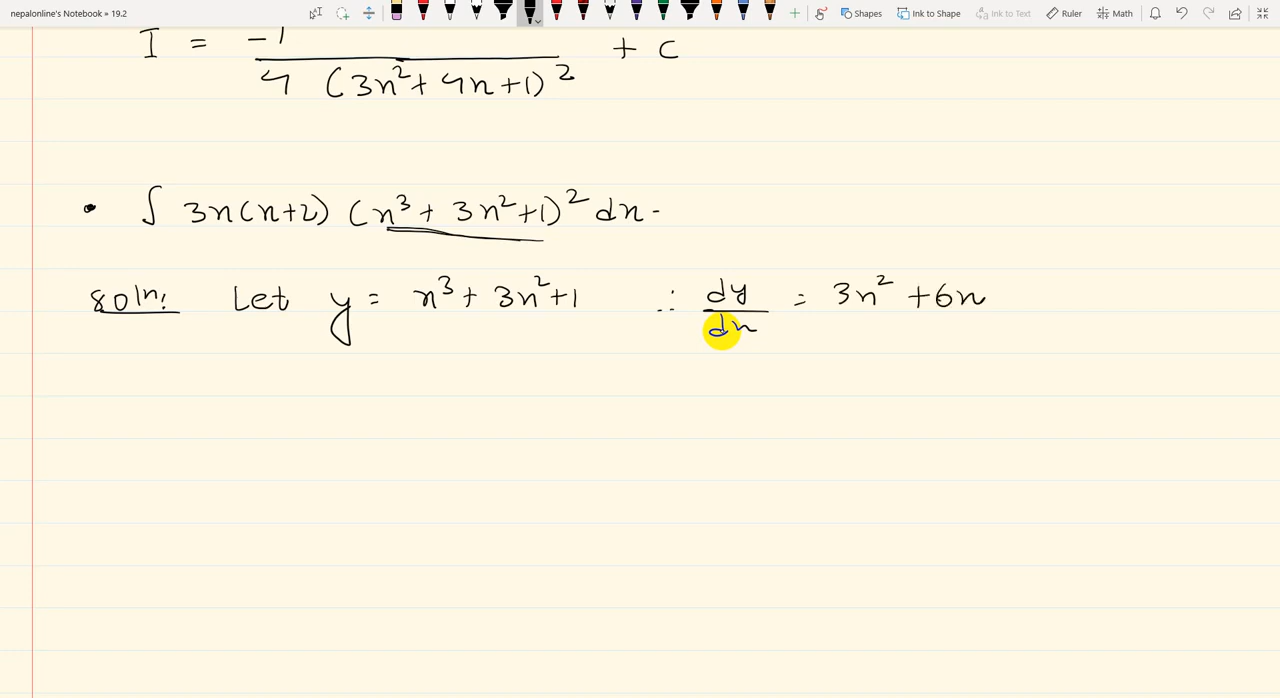 nepalonline's Notebook » 19.2 Shapes Ink to Shape Ink to Text Ruler Math
I = -1 / 4 (3x² + 4x + 1)² + c
• ∫ 3x(x+2) (x³ + 3x² + 1)² dx.
Soln: Let y = x³ + 3x² + 1 ∴ dy/dx = 3x² + 6x